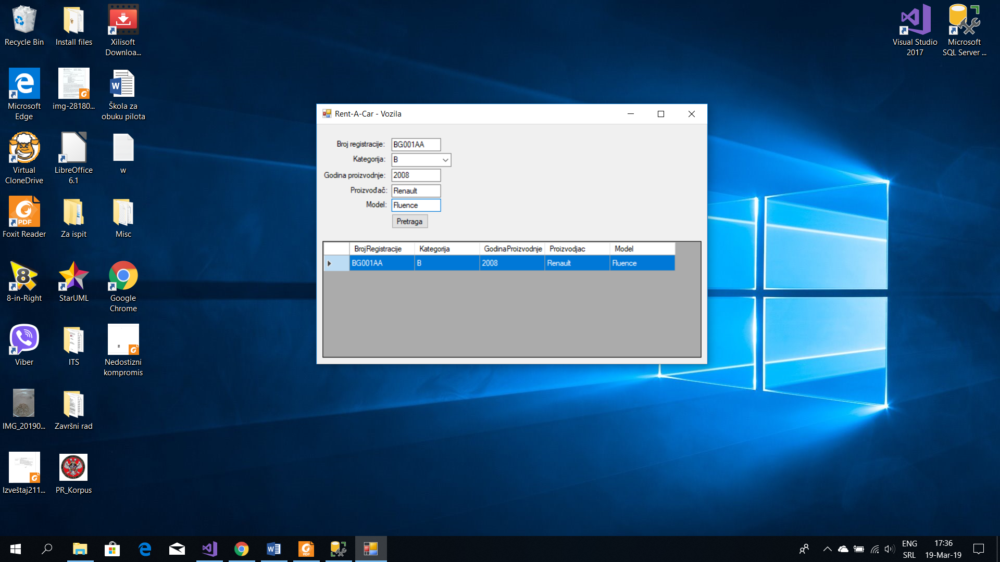 Recycle Bin
Install files
Xilisoft
Downloa...
Visual Studio
2017
Microsoft
SQL Server ...
Microsoft
Edge
img-28180...
Škola za
obuku pilota
Virtual
CloneDrive
LibreOffice
6.1
w
Foxit Reader
Za ispit
Misc
8-in-Right
StarUML
Google
Chrome
Viber
ITS
Nedostizni
kompromis
IMG_20190...
Završni rad
Izveštaj211...
PR_Korpus
Rent-A-Car - Vozila
Broj registracije: BG001AA
Kategorija: B
Godina proizvodnje: 2008
Proizvođač: Renault
Model: Fluence
Pretraga
BrojRegistracije Kategorija GodinaProizvodnje Proizvodjac Model
BG001AA B 2008 Renault Fluence
ENG
SRL
17:36
19-Mar-19